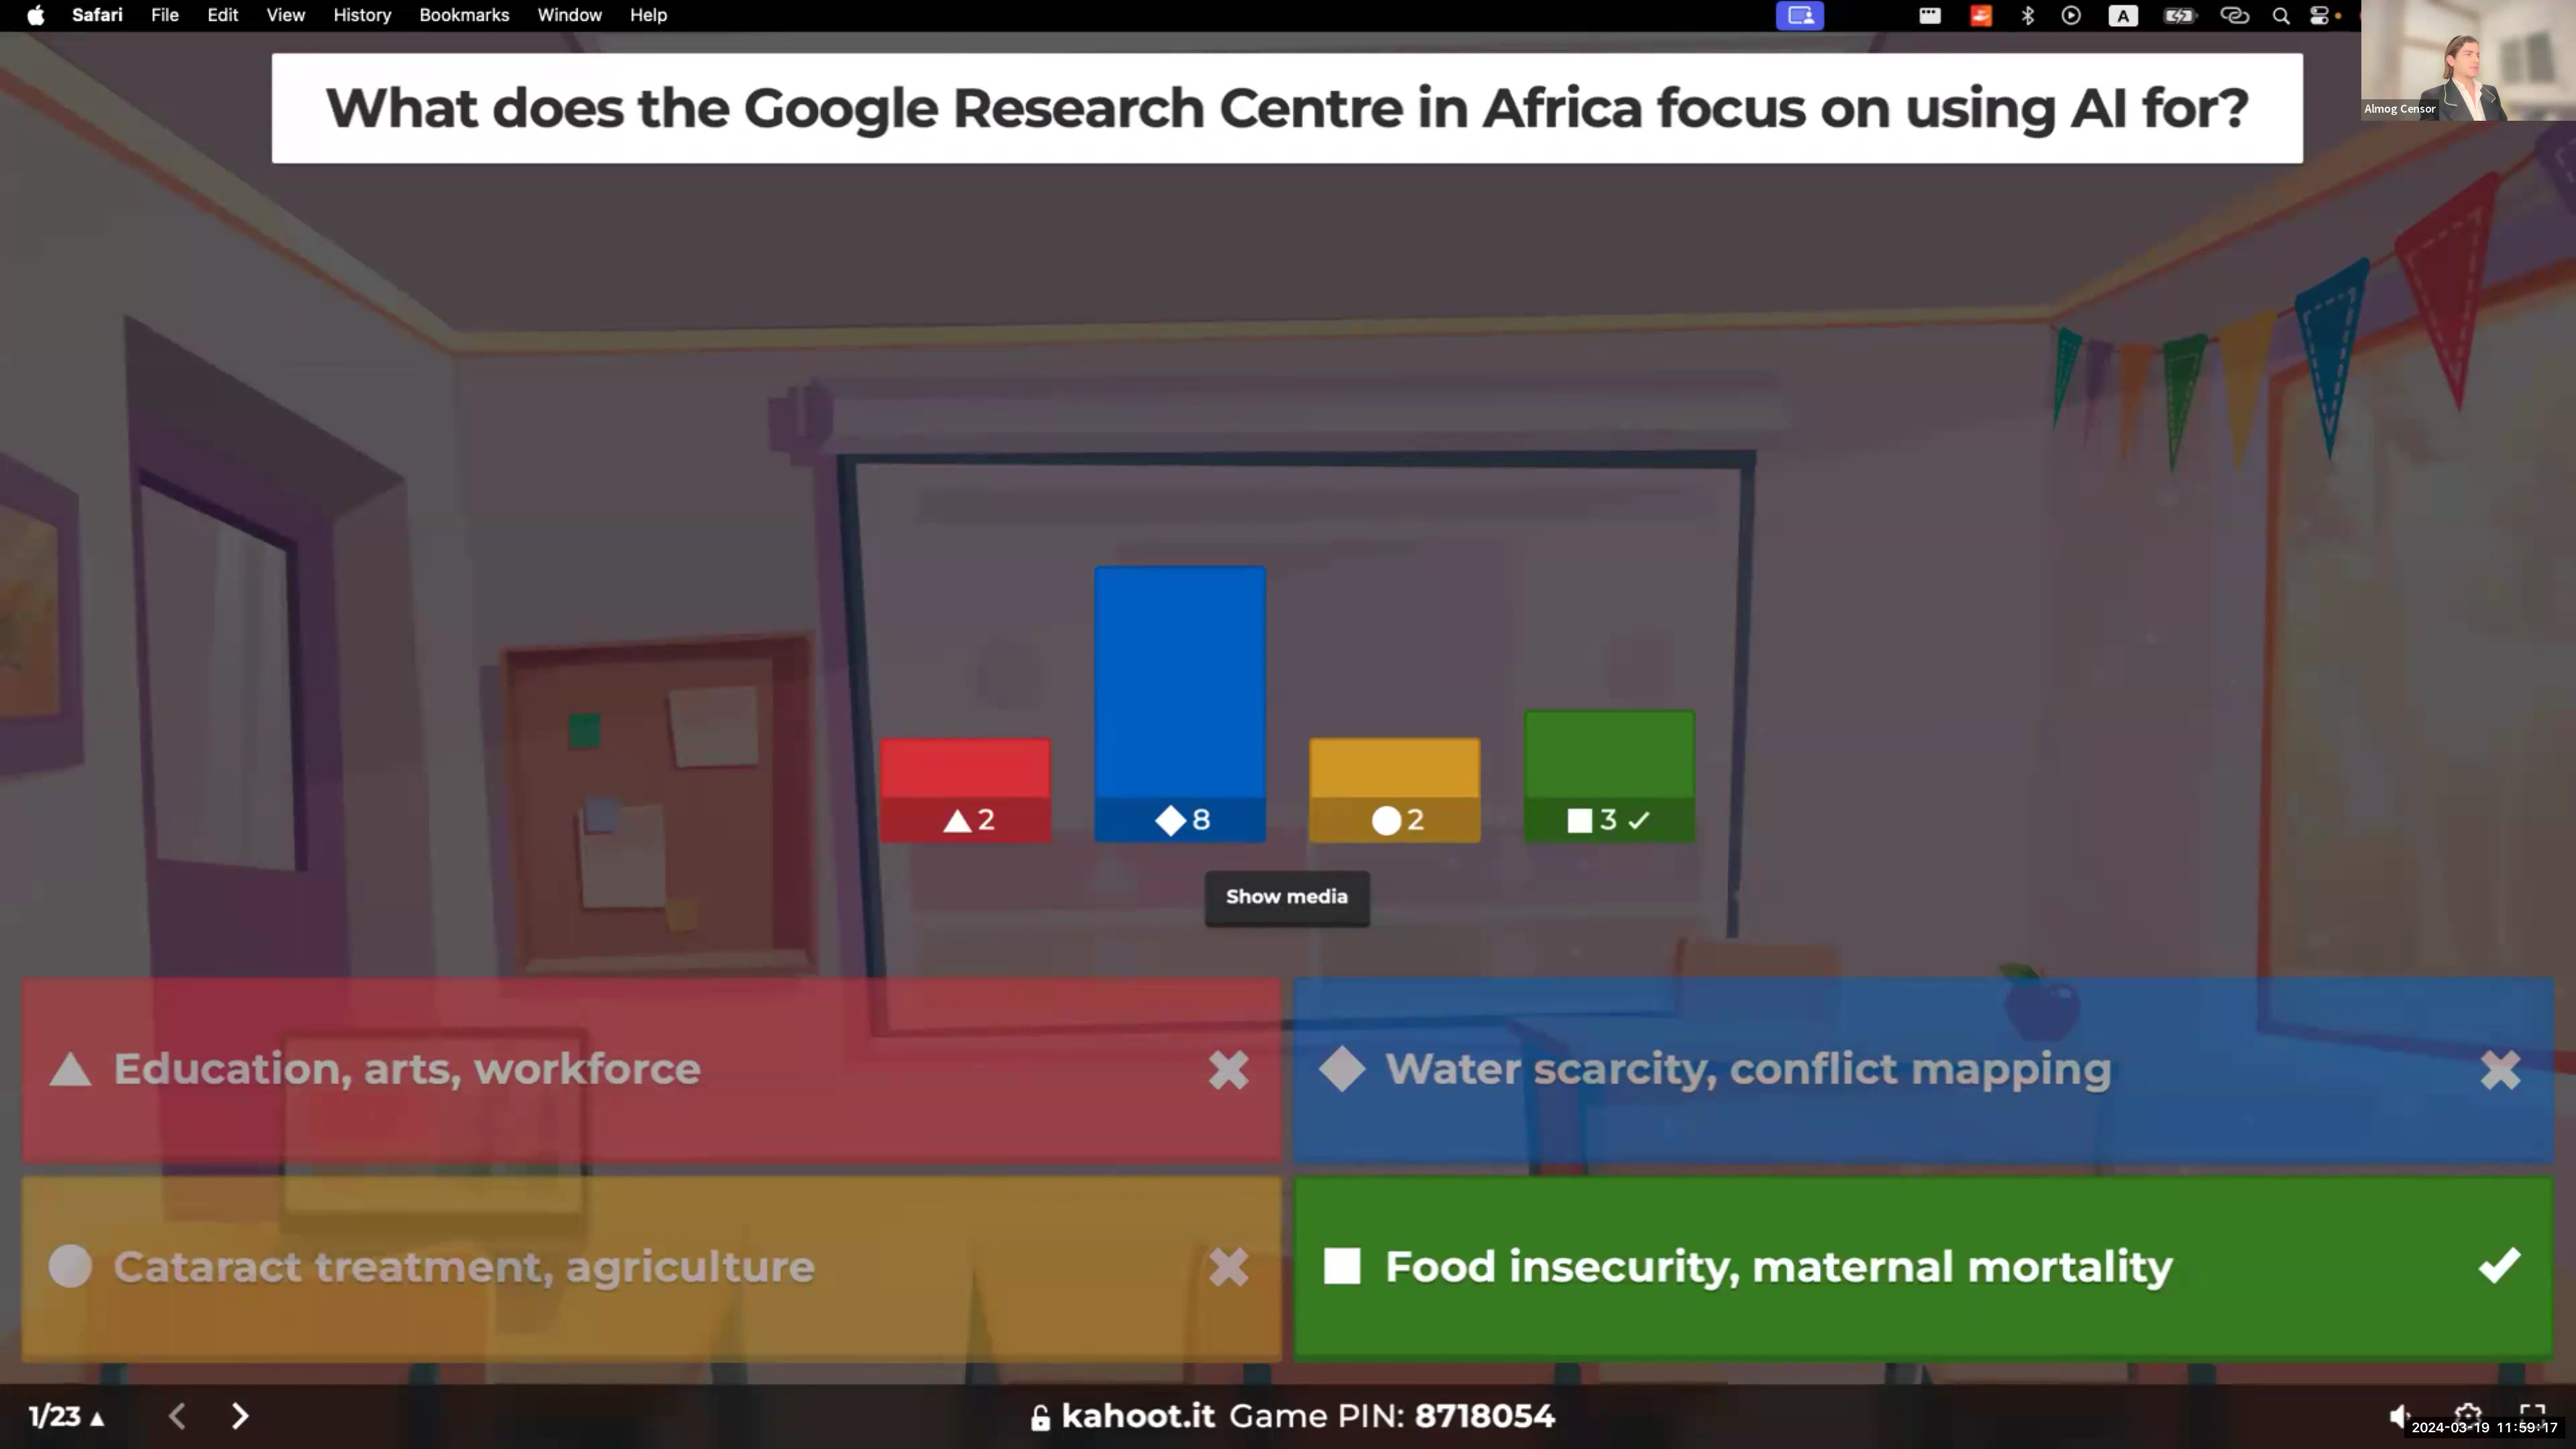 Safari File Edit View History Bookmarks Window Help
A
What does the Google Research Centre in Africa focus on using AI for?
Almog Censor
2
8
2
3
Show media
Education, arts, workforce
Water scarcity, conflict mapping
Cataract treatment, agriculture
Food insecurity, maternal mortality
1/23
kahoot.it Game PIN: 8718054
2024-03-19 11:59:17